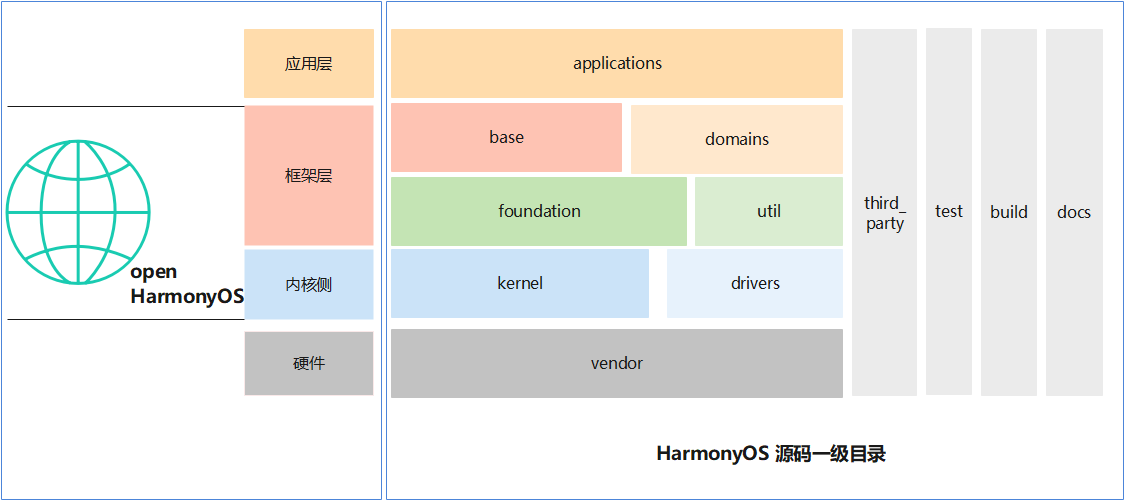 应用层
框架层
open
HarmonyOS
内核侧
硬件
applications
base
domains
foundation
util
kernel
drivers
vendor
third_
party
test
build
docs
HarmonyOS 源码一级目录